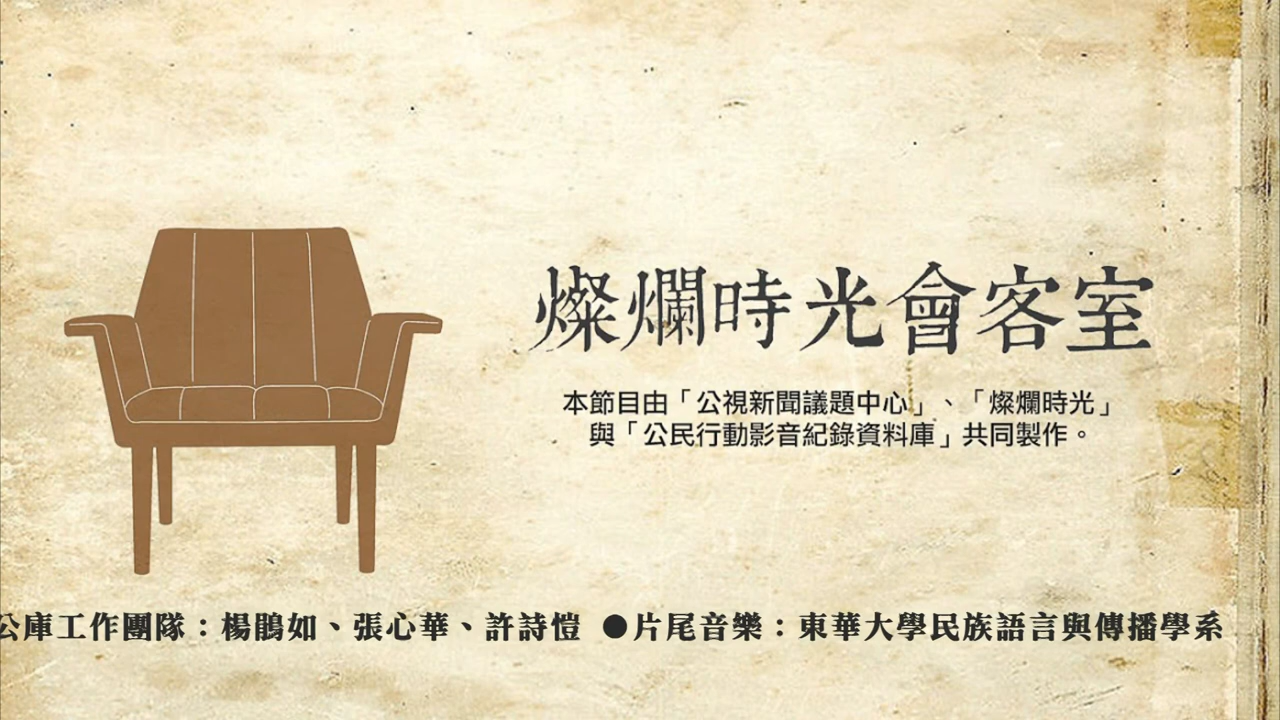 燦爛時光會客室
本節目由「公視新聞議題中心」、「燦爛時光」
與「公民行動影音紀錄資料庫」共同製作。
公庫工作團隊：楊鵑如、張心華、許詩愷 ●片尾音樂：東華大學民族語言與傳播學系